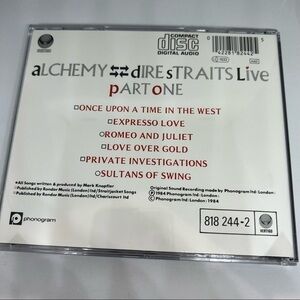 COMPACT
disc
DIGITAL AUDIO
aLCHEMY dIRE sTRAITS Live
pART oNE
ONCE UPON A TIME IN THE WEST
EXPRESSO LOVE
ROMEO AND JULIET
LOVE OVER GOLD
PRIVATE INVESTIGATIONS
SULTANS OF SWING
All Songs written & produced by Mark Knopfler
Published by Rondor Music (London) ltd/Straitjacket Songs
Published by Rondor Music (London) ltd/Chariscourt ltd
Original Sound Recording made by Phonogram ltd · London ·
Ⓟ 1984 Phonogram ltd · London ·
Ⓒ Phonogram ltd · London · 1984
phonogram
818 244-2
VERTIGO